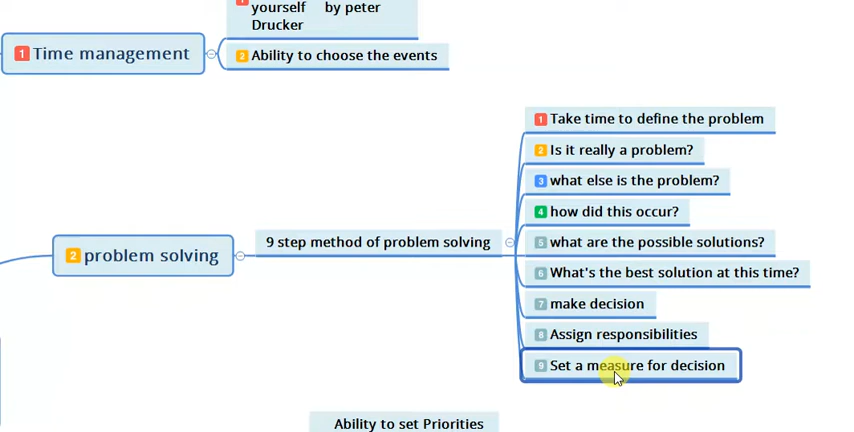 1 yourself by peter
Drucker
1 Time management
2 Ability to choose the events
1 Take time to define the problem
2 Is it really a problem?
3 what else is the problem?
4 how did this occur?
2 problem solving
9 step method of problem solving
5 what are the possible solutions?
6 What's the best solution at this time?
7 make decision
8 Assign responsibilities
9 Set a measure for decision
Ability to set Priorities